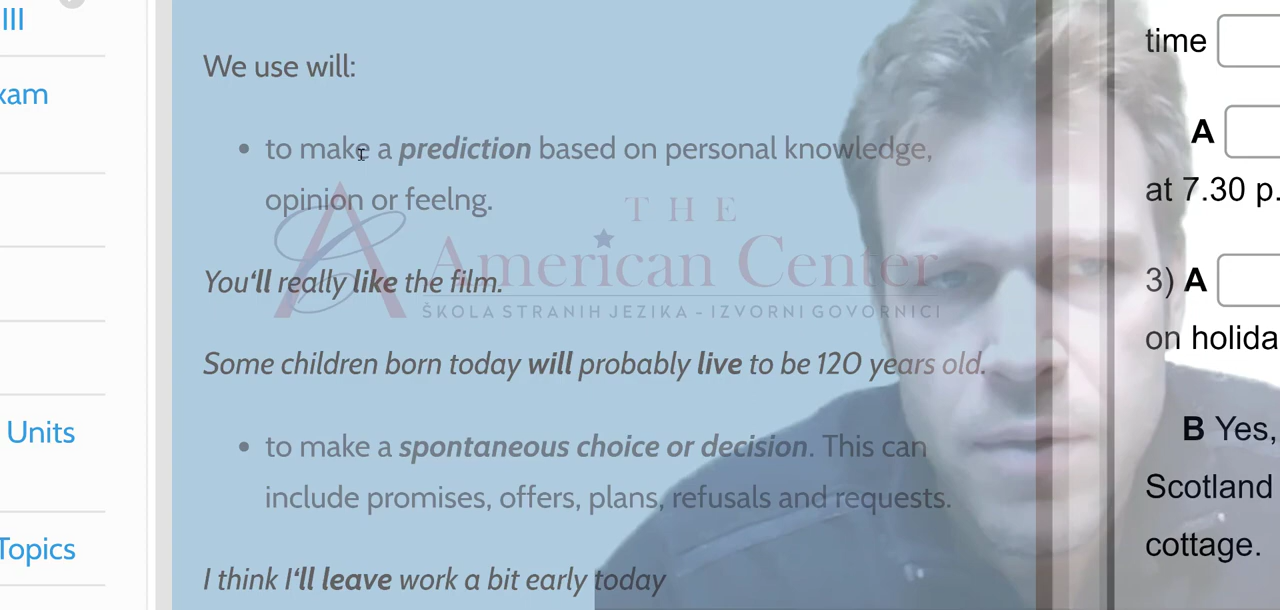 III
xam
Units
Topics
We use will:
• to make a prediction based on personal knowledge,
opinion or feelng.
THE
American Center
ŠKOLA STRANIH JEZIKA - IZVORNI GOVORNICI
You'll really like the film.
Some children born today will probably live to be 120 years old.
• to make a spontaneous choice or decision. This can
include promises, offers, plans, refusals and requests.
I think I'll leave work a bit early today
time
A
at 7.30 p.
3) A
on holida
B Yes,
Scotland
cottage.